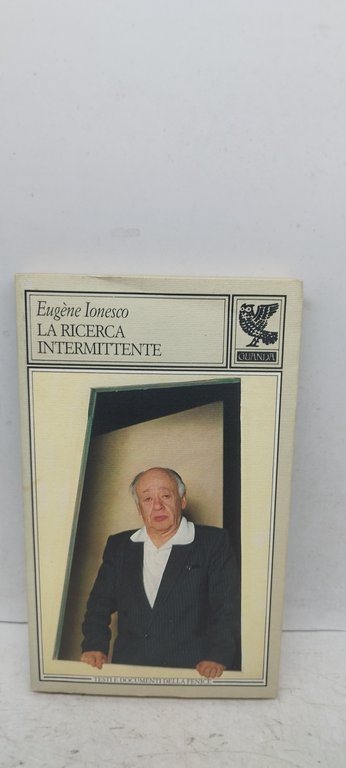 Eugène Ionesco
LA RICERCA
INTERMITTENTE
GUANDA
TESTI E DOCUMENTI DELLA FENICE